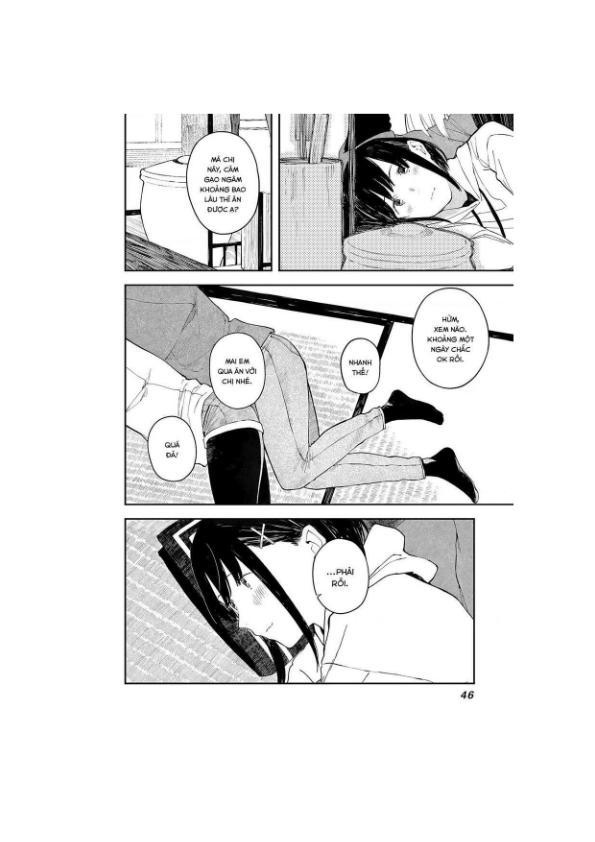 MÀ CHỊ
NÀY, CÁM
GẠO NGÂM
KHOẢNG BAO
LÂU THÌ ĂN
ĐƯỢC Ạ?
HỪM,
XEM NÀO.
KHOẢNG MỘT
NGÀY CHẮC
OK RỒI.
NHANH
THẾ!
MAI EM
QUA ĂN VỚI
CHỊ NHÉ.
QUÁ
ĐÃ!
...PHẢI
RỒI.
46